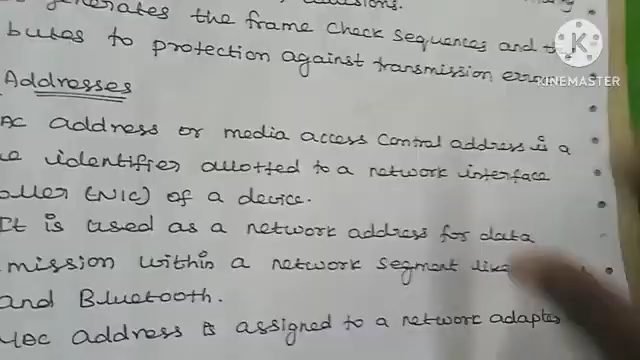 generates the frame check sequences and th
butes to protection against transmission erro
KINEMASTER
Addresses
AC address or media access control address is a
e identifier allotted to a network interface
oller (NIC) of a device.
It is used as a network address for data
mission within a network segment like
and Bluetooth.
address is assigned to a network adapter